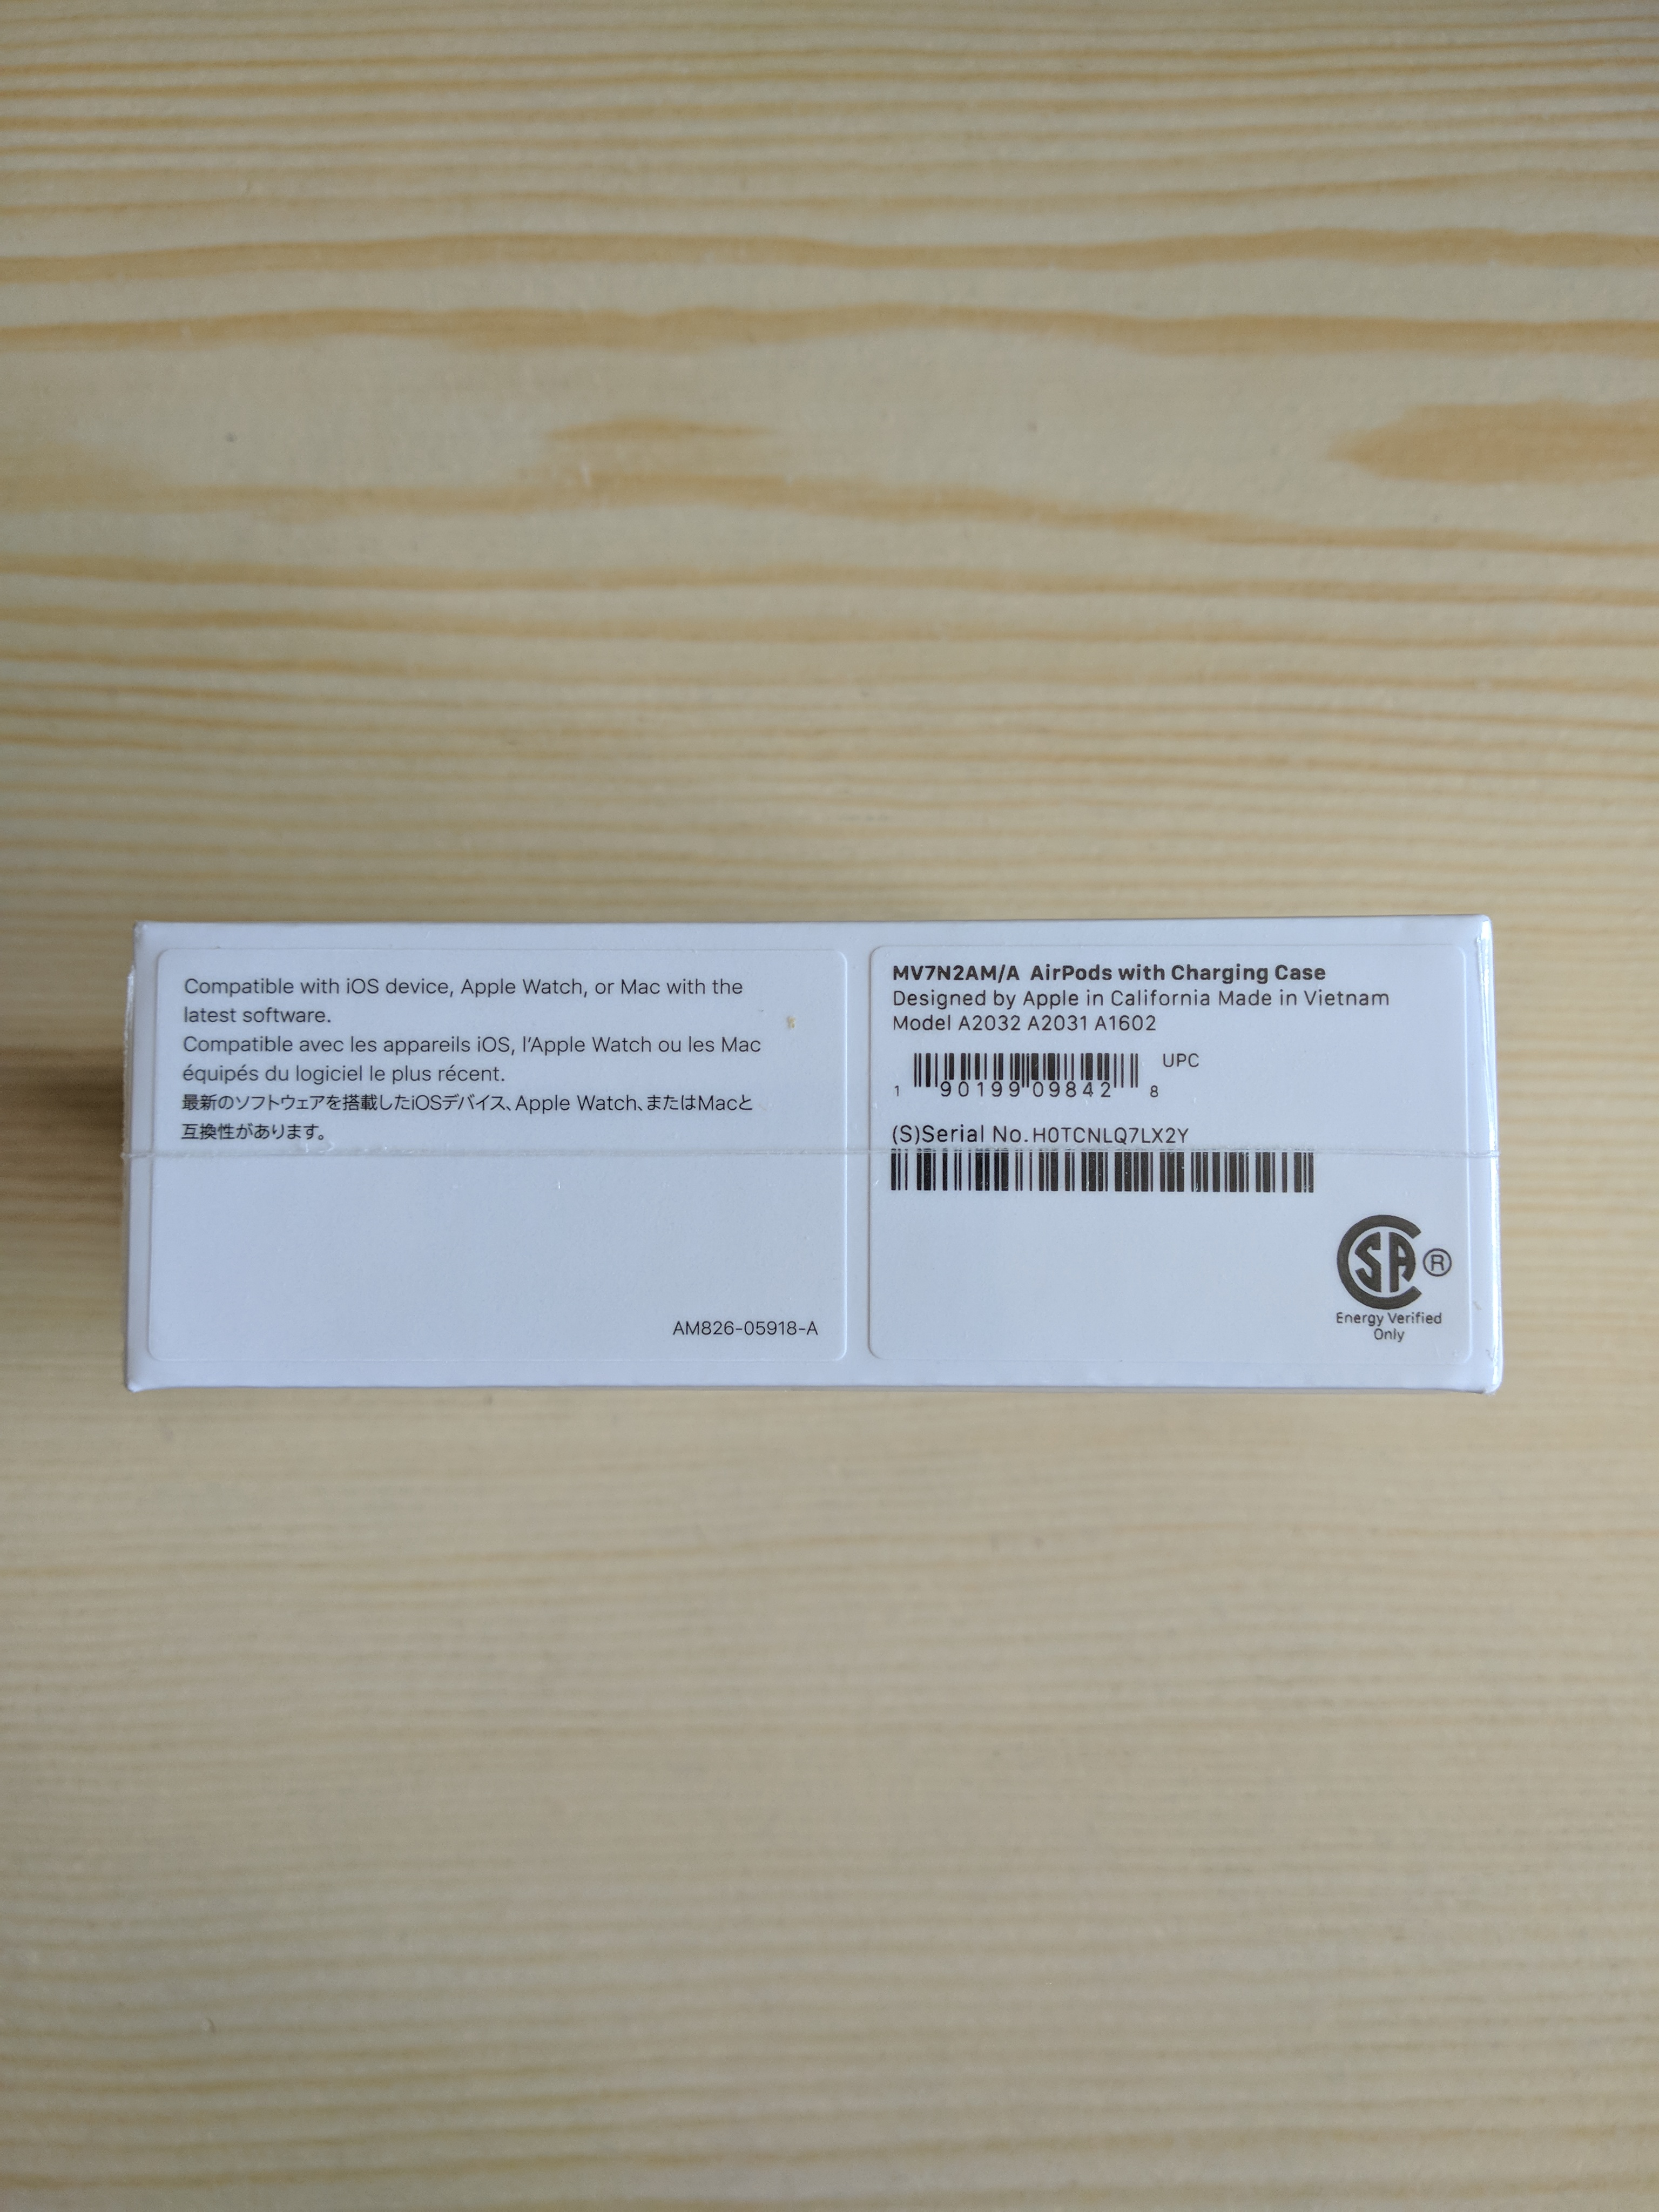 Compatible with iOS device, Apple Watch, or Mac with the
latest software.
Compatible avec les appareils iOS, l'Apple Watch ou les Mac
équipés du logiciel le plus récent.
最新のソフトウェアを搭載したiOSデバイス、Apple Watch、またはMacと
互換性があります。
AM826-05918-A
MV7N2AM/A AirPods with Charging Case
Designed by Apple in California Made in Vietnam
Model A2032 A2031 A1602
UPC
1 90199 09842 8
(S)Serial No. H0TCNLQ7LX2Y
CSA ®
Energy Verified
Only